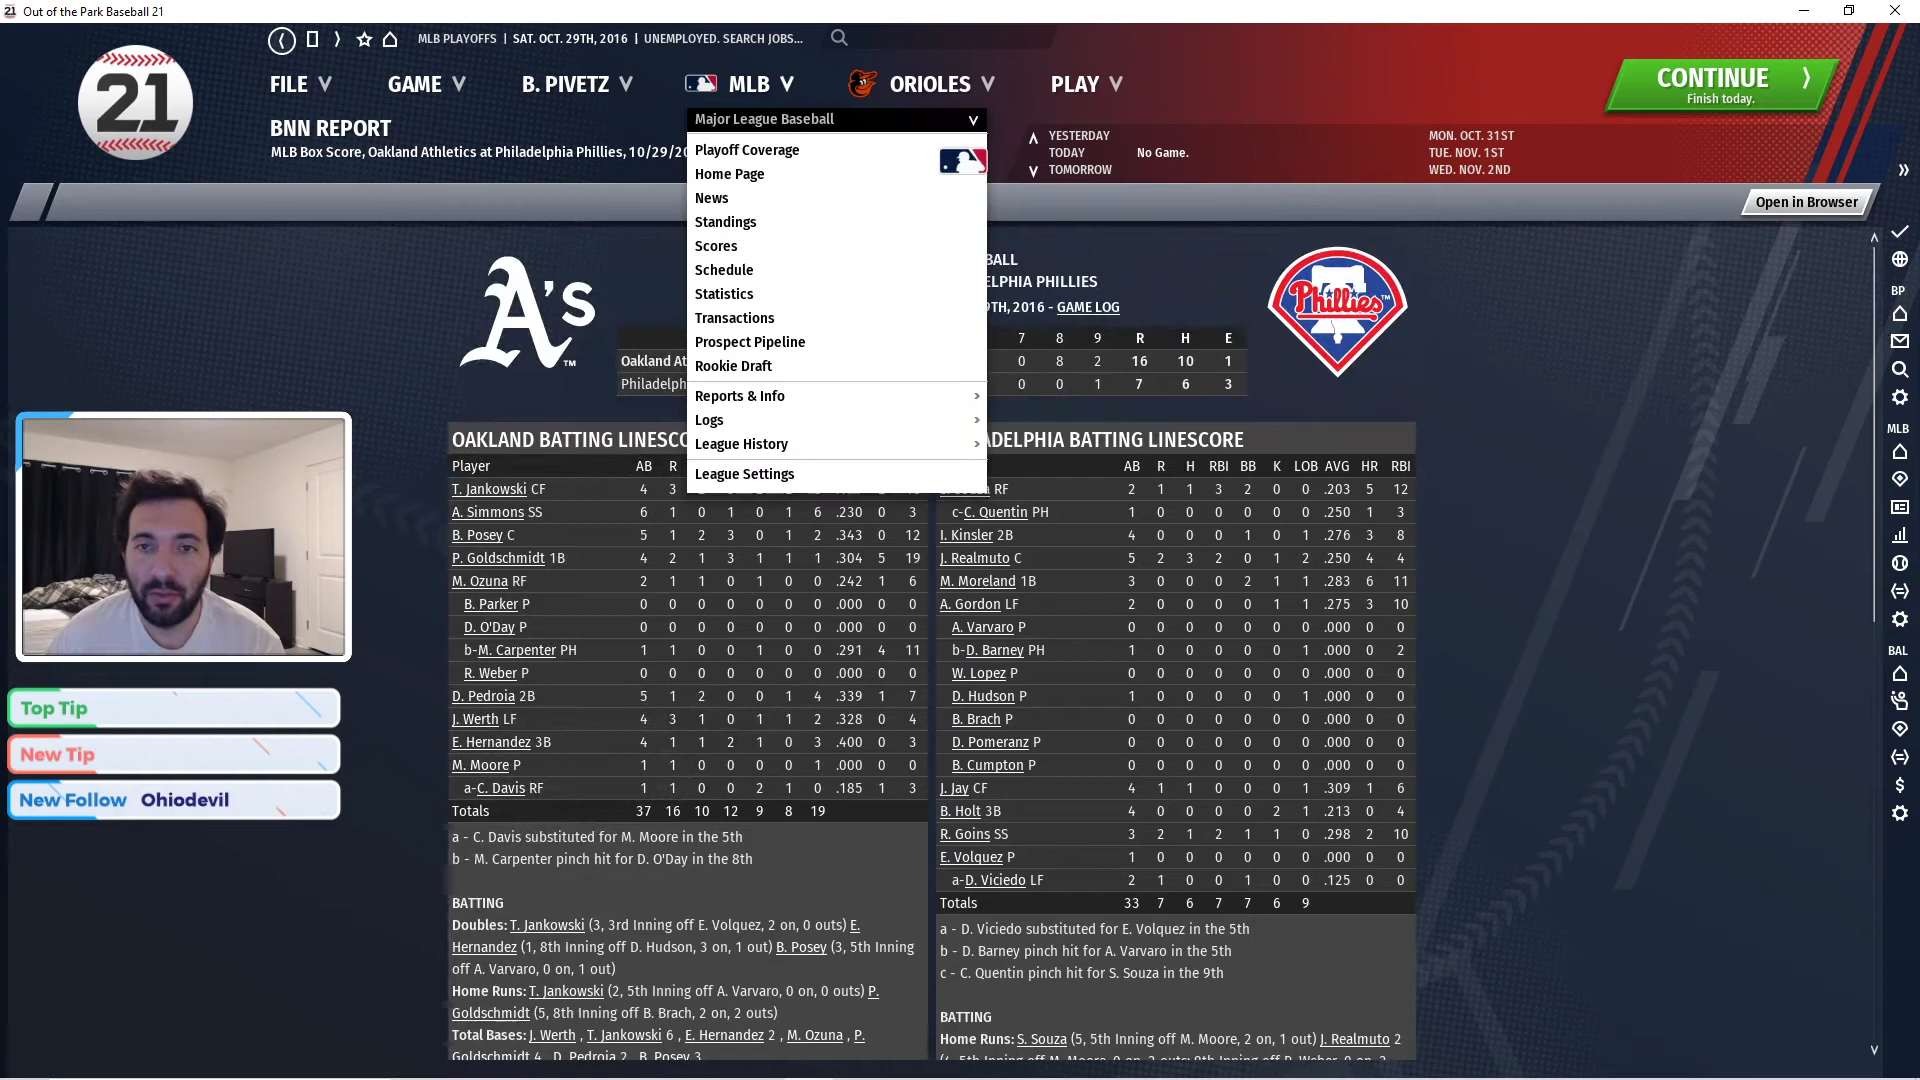 Out of the Park Baseball 21
MLB PLAYOFFS | SAT. OCT. 29TH, 2016 | UNEMPLOYED. SEARCH JOBS...
21
FILE GAME B. PIVETZ MLB ORIOLES PLAY
CONTINUE
Finish today.
BNN REPORT
MLB Box Score, Oakland Athletics at Philadelphia Phillies, 10/29/20
Major League Baseball
Playoff Coverage
Home Page
News
Standings
Scores
Schedule
Statistics
Transactions
Prospect Pipeline
Rookie Draft
Reports & Info
Logs
League History
League Settings
YESTERDAY
TODAY No Game.
TOMORROW
MON. OCT. 31ST
TUE. NOV. 1ST
WED. NOV. 2ND
Open in Browser
A's
BALL
ELPHIA PHILLIES
9TH, 2016 - GAME LOG
Phillies
7 8 9 R H E
Oakland At 0 8 2 16 10 1
Philadelph 0 0 1 7 6 3
OAKLAND BATTING LINESCO
Player AB R
T. Jankowski CF 4 3
A. Simmons SS 6 1 0 1 0 1 6 .230 0 3
B. Posey C 5 1 2 3 0 1 2 .343 0 12
P. Goldschmidt 1B 4 2 1 3 1 1 1 .304 5 19
M. Ozuna RF 2 1 1 0 1 0 0 .242 1 6
B. Parker P 0 0 0 0 0 0 0 .000 0 0
D. O'Day P 0 0 0 0 0 0 0 .000 0 0
b-M. Carpenter PH 1 1 0 0 1 0 0 .291 4 11
R. Weber P 0 0 0 0 0 0 0 .000 0 0
D. Pedroia 2B 5 1 2 0 0 1 4 .339 1 7
J. Werth LF 4 3 1 0 1 1 2 .328 0 4
E. Hernandez 3B 4 1 1 2 1 0 3 .400 0 3
M. Moore P 1 1 0 0 0 0 1 .000 0 0
a-C. Davis RF 1 1 0 0 2 1 0 .185 1 3
Totals 37 16 10 12 9 8 19
a - C. Davis substituted for M. Moore in the 5th
b - M. Carpenter pinch hit for D. O'Day in the 8th
BATTING
Doubles: T. Jankowski (3, 3rd Inning off E. Volquez, 2 on, 0 outs) E.
Hernandez (1, 8th Inning off D. Hudson, 3 on, 1 out) B. Posey (3, 5th Inning
off A. Varvaro, 0 on, 1 out)
Home Runs: T. Jankowski (2, 5th Inning off A. Varvaro, 0 on, 0 outs) P.
Goldschmidt (5, 8th Inning off B. Brach, 2 on, 2 outs)
Total Bases: J. Werth , T. Jankowski 6 , E. Hernandez 2 , M. Ozuna , P.
Goldschmidt 4 , D. Pedroia 2 , B. Posey 3
ADELPHIA BATTING LINESCORE
AB R H RBI BB K LOB AVG HR RBI
RF 2 1 1 3 2 0 0 .203 5 12
c-C. Quentin PH 1 0 0 0 0 0 0 .250 1 3
I. Kinsler 2B 4 0 0 0 1 0 1 .276 3 8
J. Realmuto C 5 2 3 2 0 1 2 .250 4 4
M. Moreland 1B 3 0 0 0 2 1 1 .283 6 11
A. Gordon LF 2 0 0 0 0 1 1 .275 3 10
A. Varvaro P 0 0 0 0 0 0 0 .000 0 0
b-D. Barney PH 1 0 0 0 0 0 1 .000 0 2
W. Lopez P 0 0 0 0 0 0 0 .000 0 0
D. Hudson P 1 0 0 0 0 0 1 .000 0 0
B. Brach P 0 0 0 0 0 0 0 .000 0 0
D. Pomeranz P 0 0 0 0 0 0 0 .000 0 0
B. Cumpton P 0 0 0 0 0 0 0 .000 0 0
J. Jay CF 4 1 1 0 0 1 1 .309 1 6
B. Holt 3B 4 0 0 0 0 2 1 .213 0 4
R. Goins SS 3 2 1 2 1 1 0 .298 2 10
E. Volquez P 1 0 0 0 0 0 0 .000 0 0
a-D. Viciedo LF 2 1 0 0 1 0 0 .125 0 0
Totals 33 7 6 7 7 6 9
a - D. Viciedo substituted for E. Volquez in the 5th
b - D. Barney pinch hit for A. Varvaro in the 5th
c - C. Quentin pinch hit for S. Souza in the 9th
BATTING
Home Runs: S. Souza (5, 5th Inning off M. Moore, 2 on, 1 out) J. Realmuto 2
Top Tip
New Tip
New Follow Ohiodevil
BP
MLB
BAL